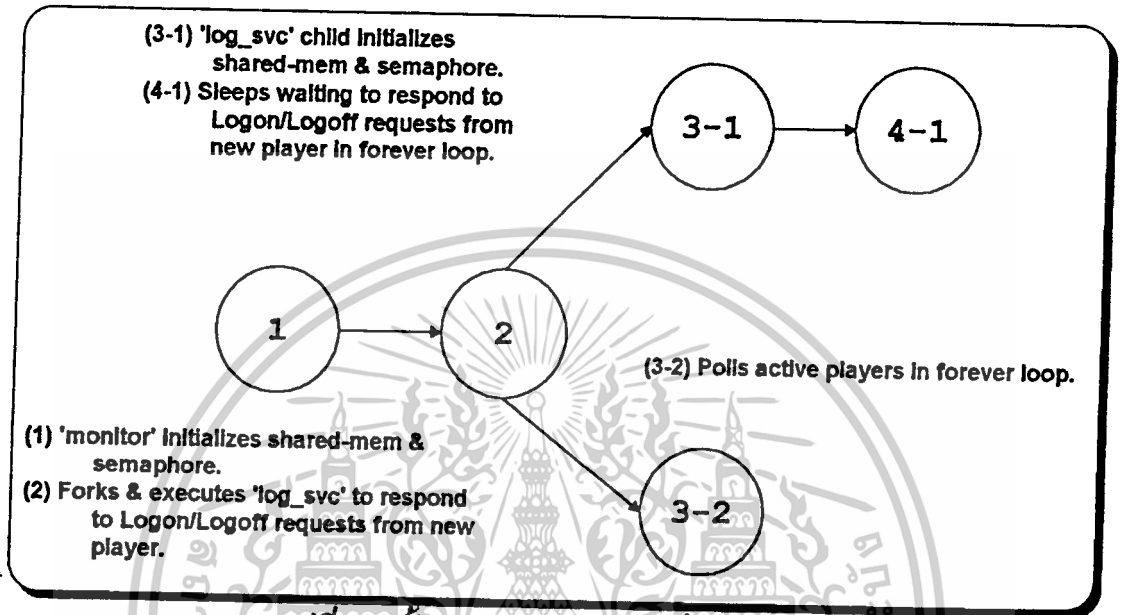 (3-1) 'log_svc' child initializes
shared-mem & semaphore.
(4-1) Sleeps waiting to respond to
Logon/Logoff requests from
new player in forever loop.
3-1
4-1
1
2
(3-2) Polls active players in forever loop.
(1) 'monitor' initializes shared-mem &
semaphore.
(2) Forks & executes 'log_svc' to respond
to Logon/Logoff requests from new
player.
3-2